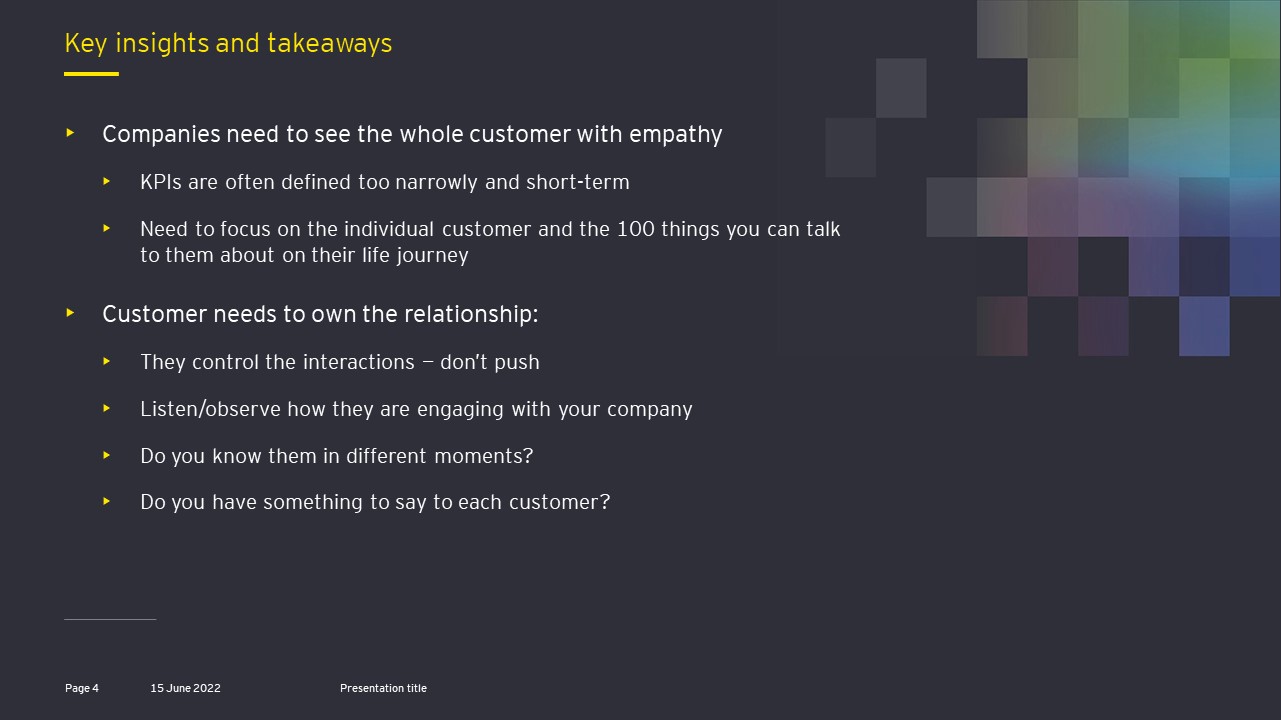 Key insights and takeaways
Companies need to see the whole customer with empathy
KPIs are often defined too narrowly and short-term
Need to focus on the individual customer and the 100 things you can talk
to them about on their life journey
Customer needs to own the relationship:
They control the interactions – don’t push
Listen/observe how they are engaging with your company
Do you know them in different moments?
Do you have something to say to each customer?
Page 4 15 June 2022 Presentation title